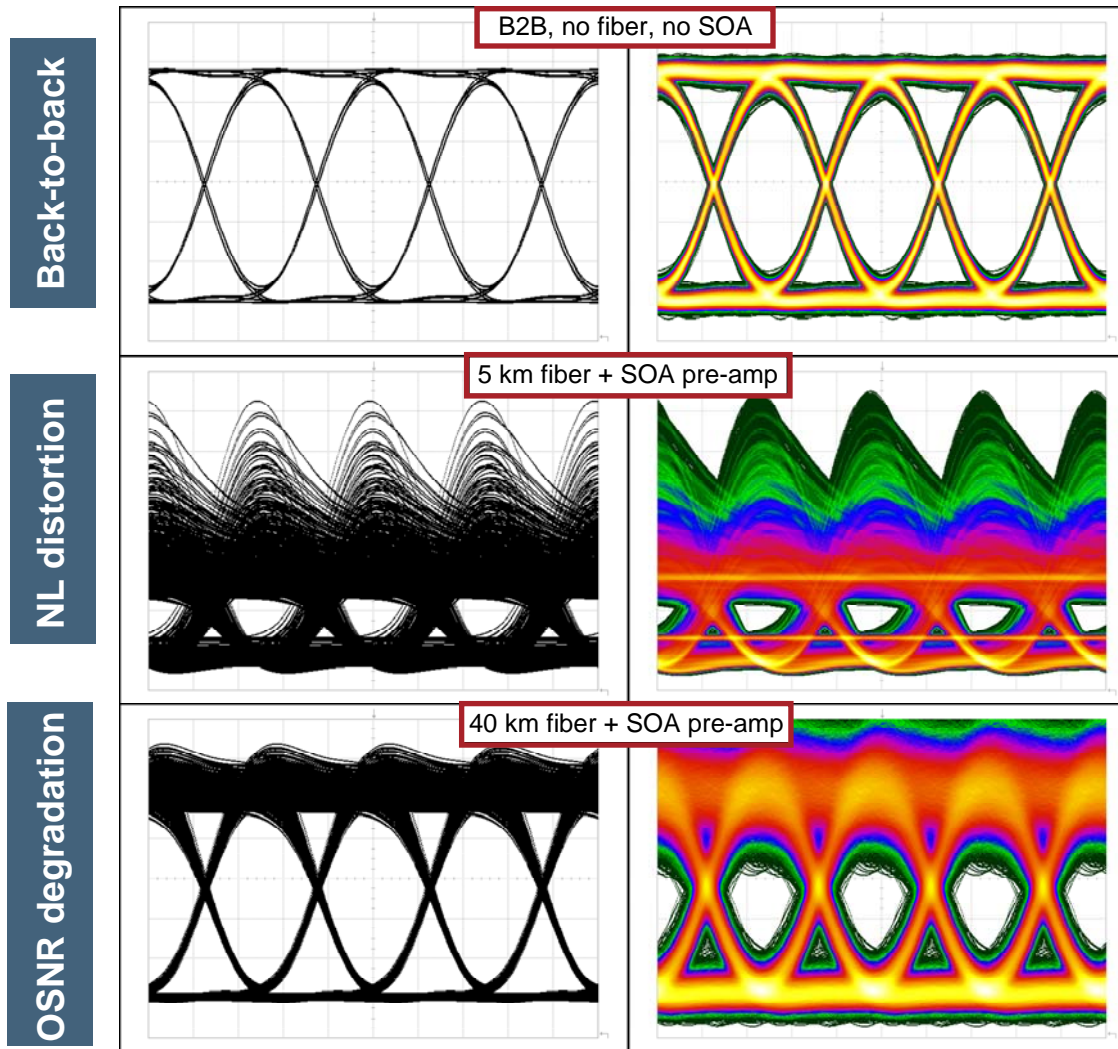 B2B, no fiber, no SOA
Back-to-back
5 km fiber + SOA pre-amp
NL distortion
40 km fiber + SOA pre-amp
OSNR degradation